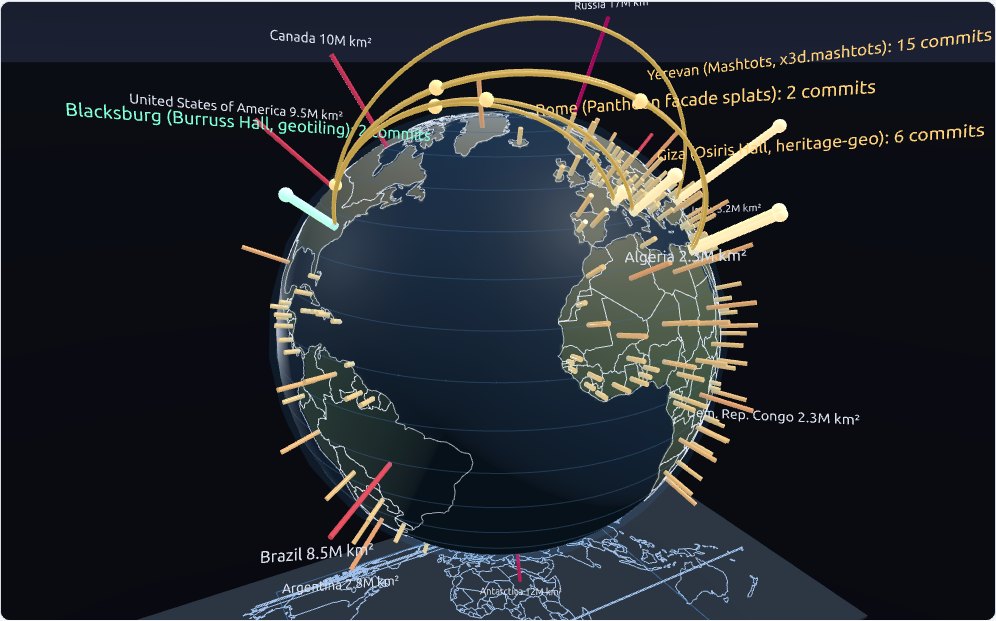 Russia 17M km²
Canada 10M km²
Yerevan (Mashtots, x3d.mashtots): 15 commits
United States of America 9.5M km²
Rome (Pantheon facade splats): 2 commits
Blacksburg (Burruss Hall, geotiling): 2 commits
Giza (Osiris Hall, heritage-geo): 6 commits
3.2M km²
Algeria 2.3M km²
Dem. Rep. Congo 2.3M km²
Brazil 8.5M km²
Argentina 2.8M km²
Antarctica 12M km²